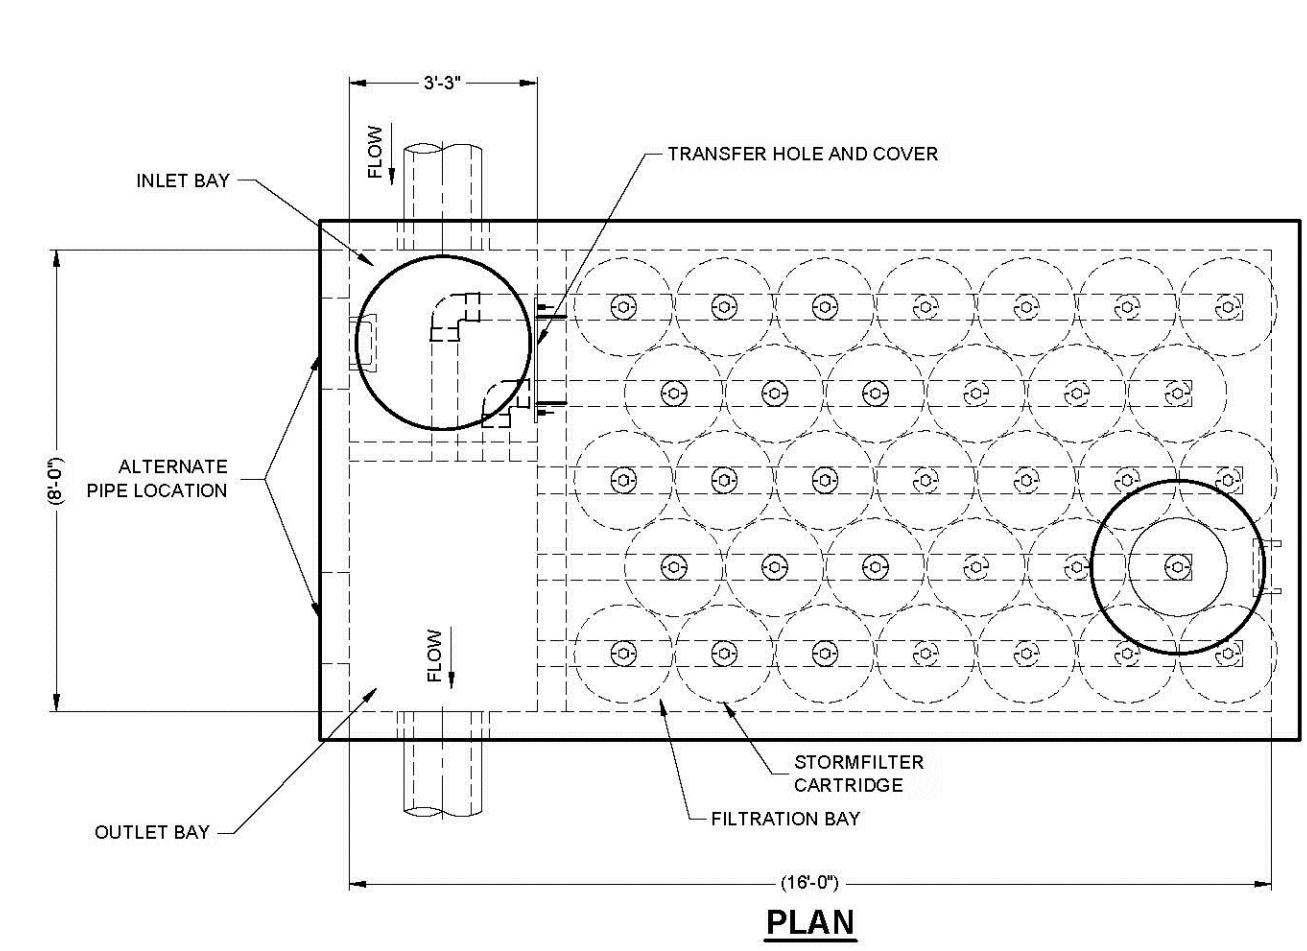 3'-3"
FLOW
TRANSFER HOLE AND COVER
INLET BAY
(8'-0")
ALTERNATE
PIPE LOCATION
FLOW
STORMFILTER
CARTRIDGE
FILTRATION BAY
OUTLET BAY
(16'-0")
PLAN